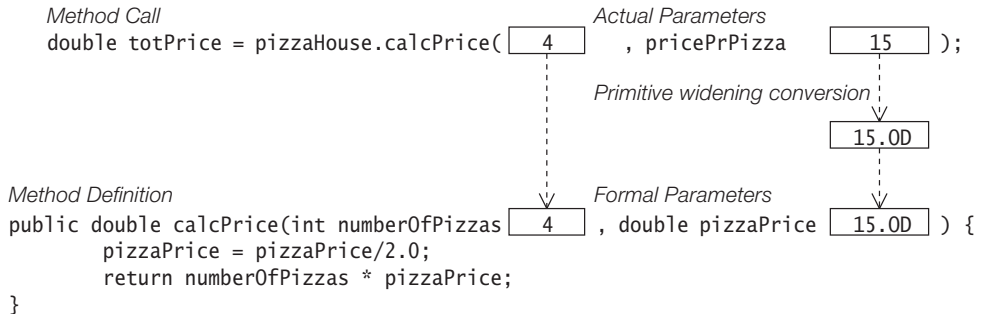 Method Call Actual Parameters
double totPrice = pizzaHouse.calcPrice( 4 , pricePrPizza 15 );
Primitive widening conversion
15.0D
Method Definition Formal Parameters
public double calcPrice(int numberOfPizzas 4 , double pizzaPrice 15.0D ) {
pizzaPrice = pizzaPrice/2.0;
return numberOfPizzas * pizzaPrice;
}